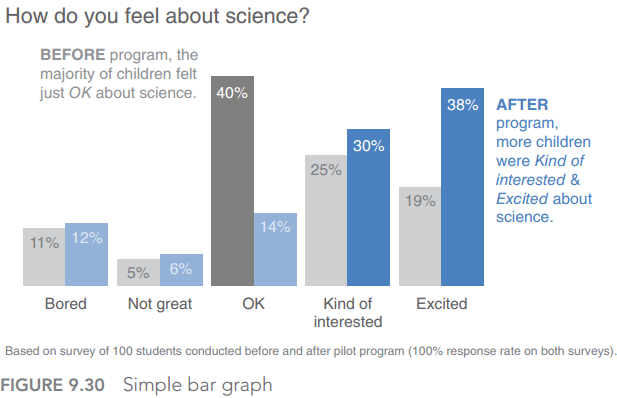 How do you feel about science?
BEFORE program, the
majority of children felt
just OK about science.
40%
38%
AFTER
program,
more children
were Kind of
interested &
Excited about
science.
30%
25%
19%
14%
11%
12%
5%
6%
Bored
Not great
OK
Kind of
interested
Excited
Based on survey of 100 students conducted before and after pilot program (100% response rate on both surveys).
FIGURE 9.30 Simple bar graph